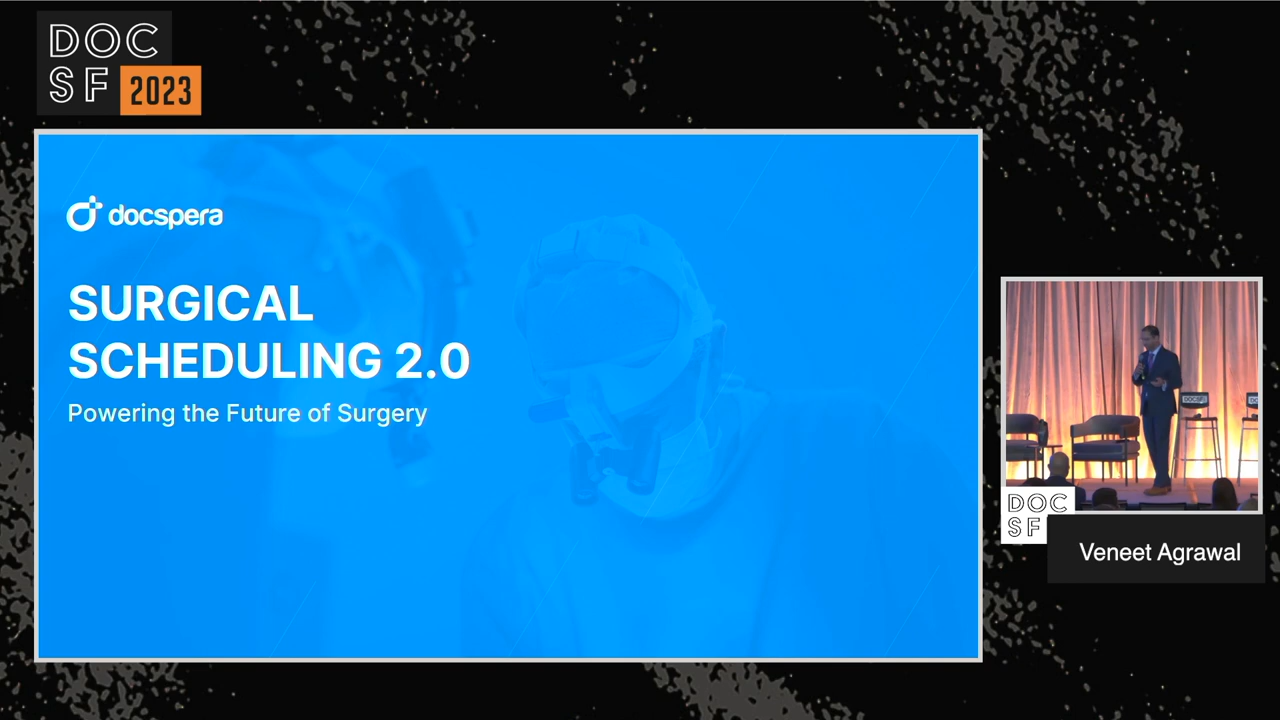 DOC
SF 2023
docspera
SURGICAL
SCHEDULING 2.0
Powering the Future of Surgery
DOC
SF
Veneet Agrawal